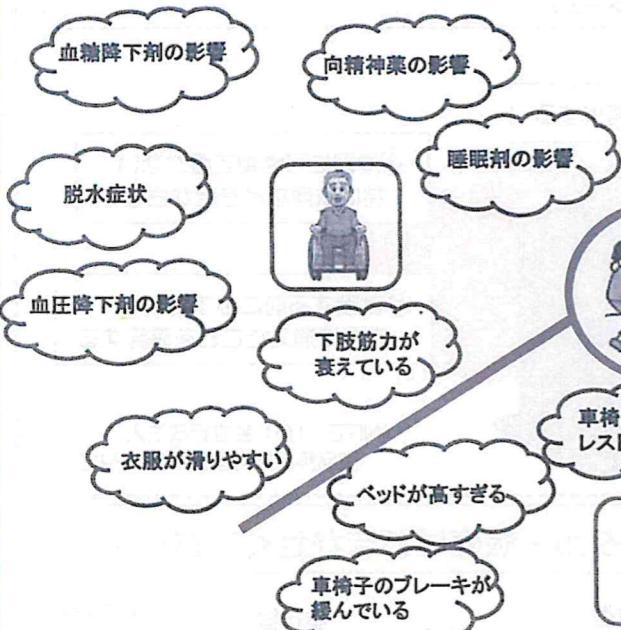 血糖降下剤の影響
向精神薬の影響
睡眠剤の影響
脱水症状
血圧降下剤の影響
下肢筋力が
衰えている
車椅
レスト
衣服が滑りやすい
ベッドが高すぎる
車椅子のブレーキが
緩んでいる